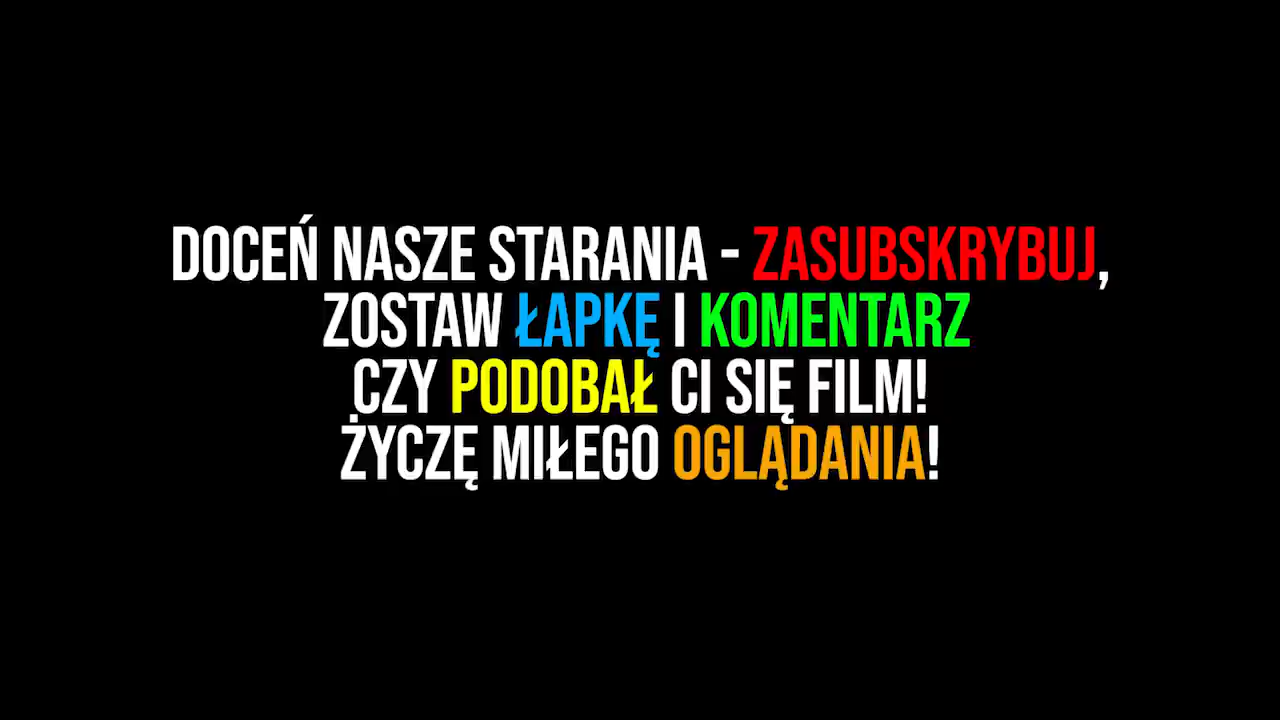 DOCEŃ NASZE STARANIA - ZASUBSKRYBUJ,
ZOSTAW ŁAPKĘ I KOMENTARZ
CZY PODOBAŁ CI SIĘ FILM!
ŻYCZĘ MIŁEGO OGLĄDANIA!